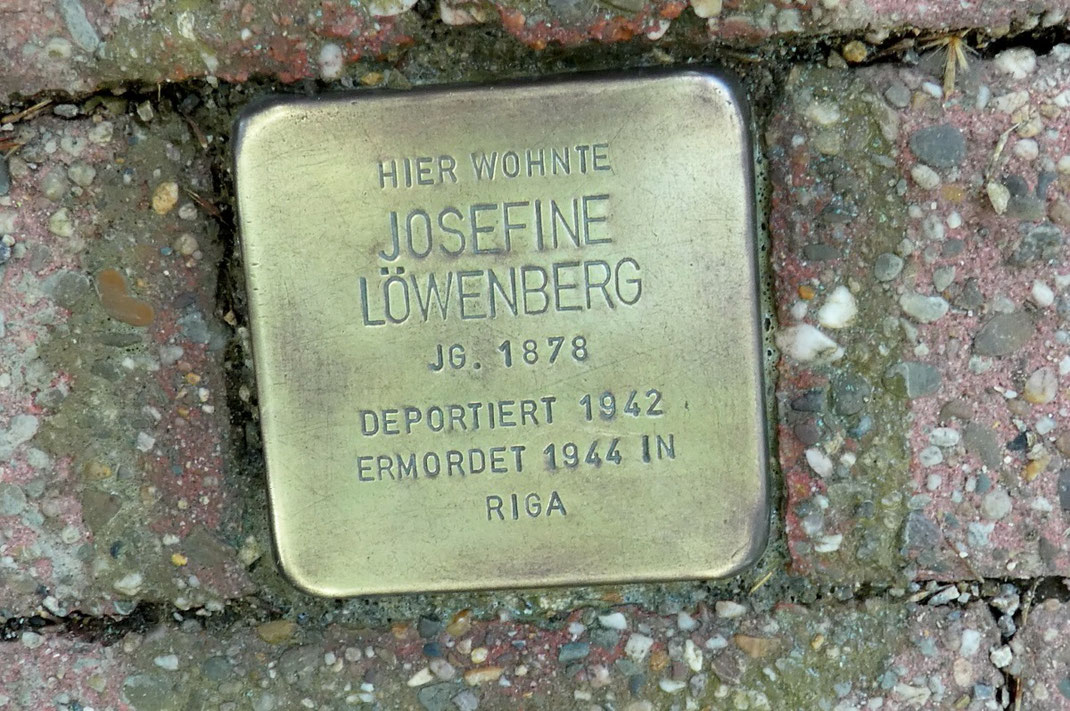 HIER WOHNTE
JOSEFINE
LÖWENBERG
JG. 1878
DEPORTIERT 1942
ERMORDET 1944 IN
RIGA